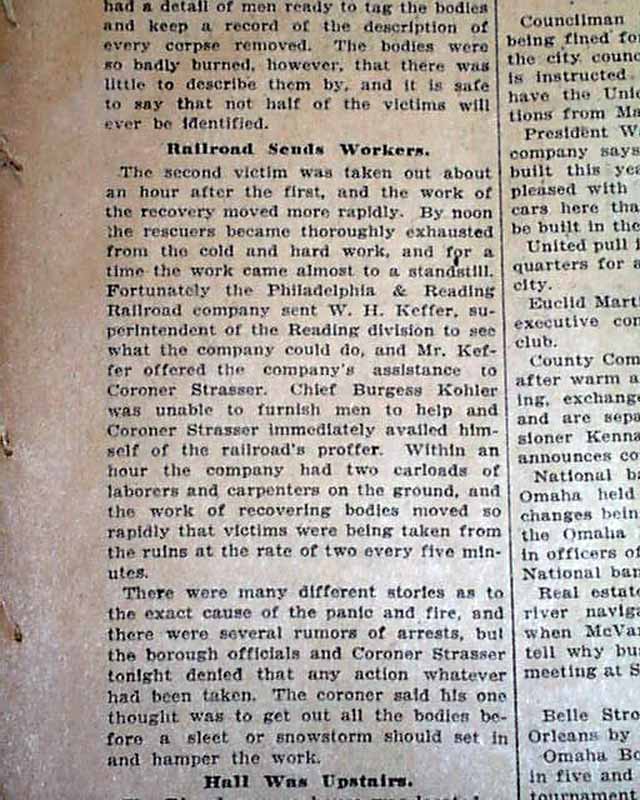 had a detail of men ready to tag the bodies
and keep a record of the description of
every corpse removed. The bodies were
so badly burned, however, that there was
little to describe them by, and it is safe
to say that not half of the victims will
ever be identified.
Railroad Sends Workers.
The second victim was taken out about
an hour after the first, and the work of
the recovery moved more rapidly. By noon
the rescuers became thoroughly exhausted
from the cold and hard work, and for a
time the work came almost to a standstill.
Fortunately the Philadelphia & Reading
Railroad company sent W. H. Keffer, su-
perintendent of the Reading division to see
what the company could do, and Mr. Kef-
fer offered the company's assistance to
Coroner Strasser. Chief Burgess Kohler
was unable to furnish men to help and
Coroner Strasser immediately availed him-
self of the railroad's proffer. Within an
hour the company had two carloads of
laborers and carpenters on the ground, and
the work of recovering bodies moved so
rapidly that victims were being taken from
the ruins at the rate of two every five min-
utes.
There were many different stories as to
the exact cause of the panic and fire, and
there were several rumors of arrests, but
the borough officials and Coroner Strasser
tonight denied that any action whatever
had been taken. The coroner said his one
thought was to get out all the bodies be-
fore a sleet or snowstorm should set in
and hamper the work.
Hall Was Upstairs.
Councilman
being fined for
the city counc
is instructed
have the Unio
tions from Ma
President W
company says
built this yea
pleased with
cars here tha
be built in the
United pull i
quarters for a
city.
Euclid Mart
executive con
club.
County Com
after warm a
ing, exchange
and are sepa
sioner Kenna
announces co
National ba
Omaha held
changes bein
the Omaha
in officers of
National ban
Real estate
river naviga
when McVan
tell why bu
meeting at S
Belle Stro
Orleans by
Omaha Bo
in five and
tournament